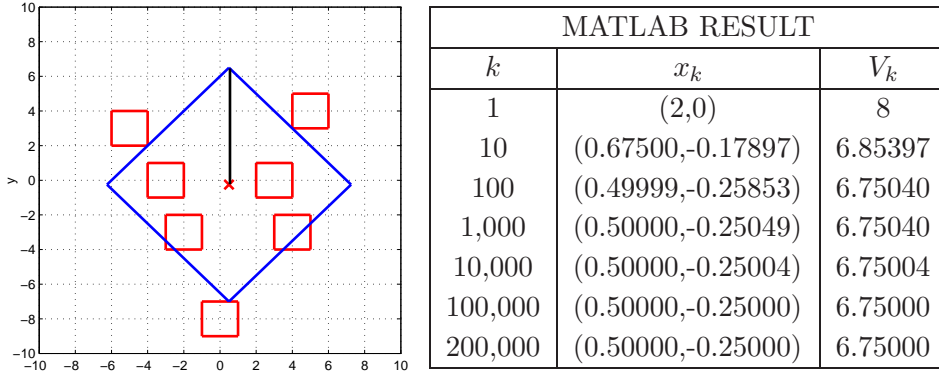 10
8
6
4
2
0
−2
−4
−6
−8
−10
y
−10 −8 −6 −4 −2 0 2 4 6 8 10
MATLAB RESULT
k x_k V_k
1 (2,0) 8
10 (0.67500,-0.17897) 6.85397
100 (0.49999,-0.25853) 6.75040
1,000 (0.50000,-0.25049) 6.75040
10,000 (0.50000,-0.25004) 6.75004
100,000 (0.50000,-0.25000) 6.75000
200,000 (0.50000,-0.25000) 6.75000